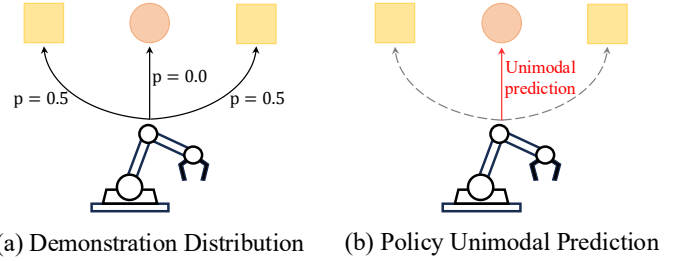 p = 0.0
p = 0.5
p = 0.5
Unimodal
prediction
(a) Demonstration Distribution
(b) Policy Unimodal Prediction